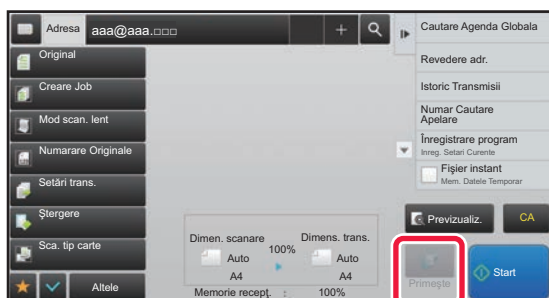 Adresa
aaa@aaa.□□□
Original
Creare Job
Mod scan. lent
Numarare Originale
Setări trans.
Ștergere
Sca. tip carte
Altele
Dimen. scanare
100%
Dimens. trans.
Auto
A4
Auto
A4
Memorie recept. : 100%
Cautare Agenda Globala
Revedere adr.
Istoric Transmisii
Numar Cautare
Apelare
Înregistrare program
Inreg. Setari Curente
Fişier instant
Mem. Datele Temporar
Previzualiz.
CA
Primeşte
Start